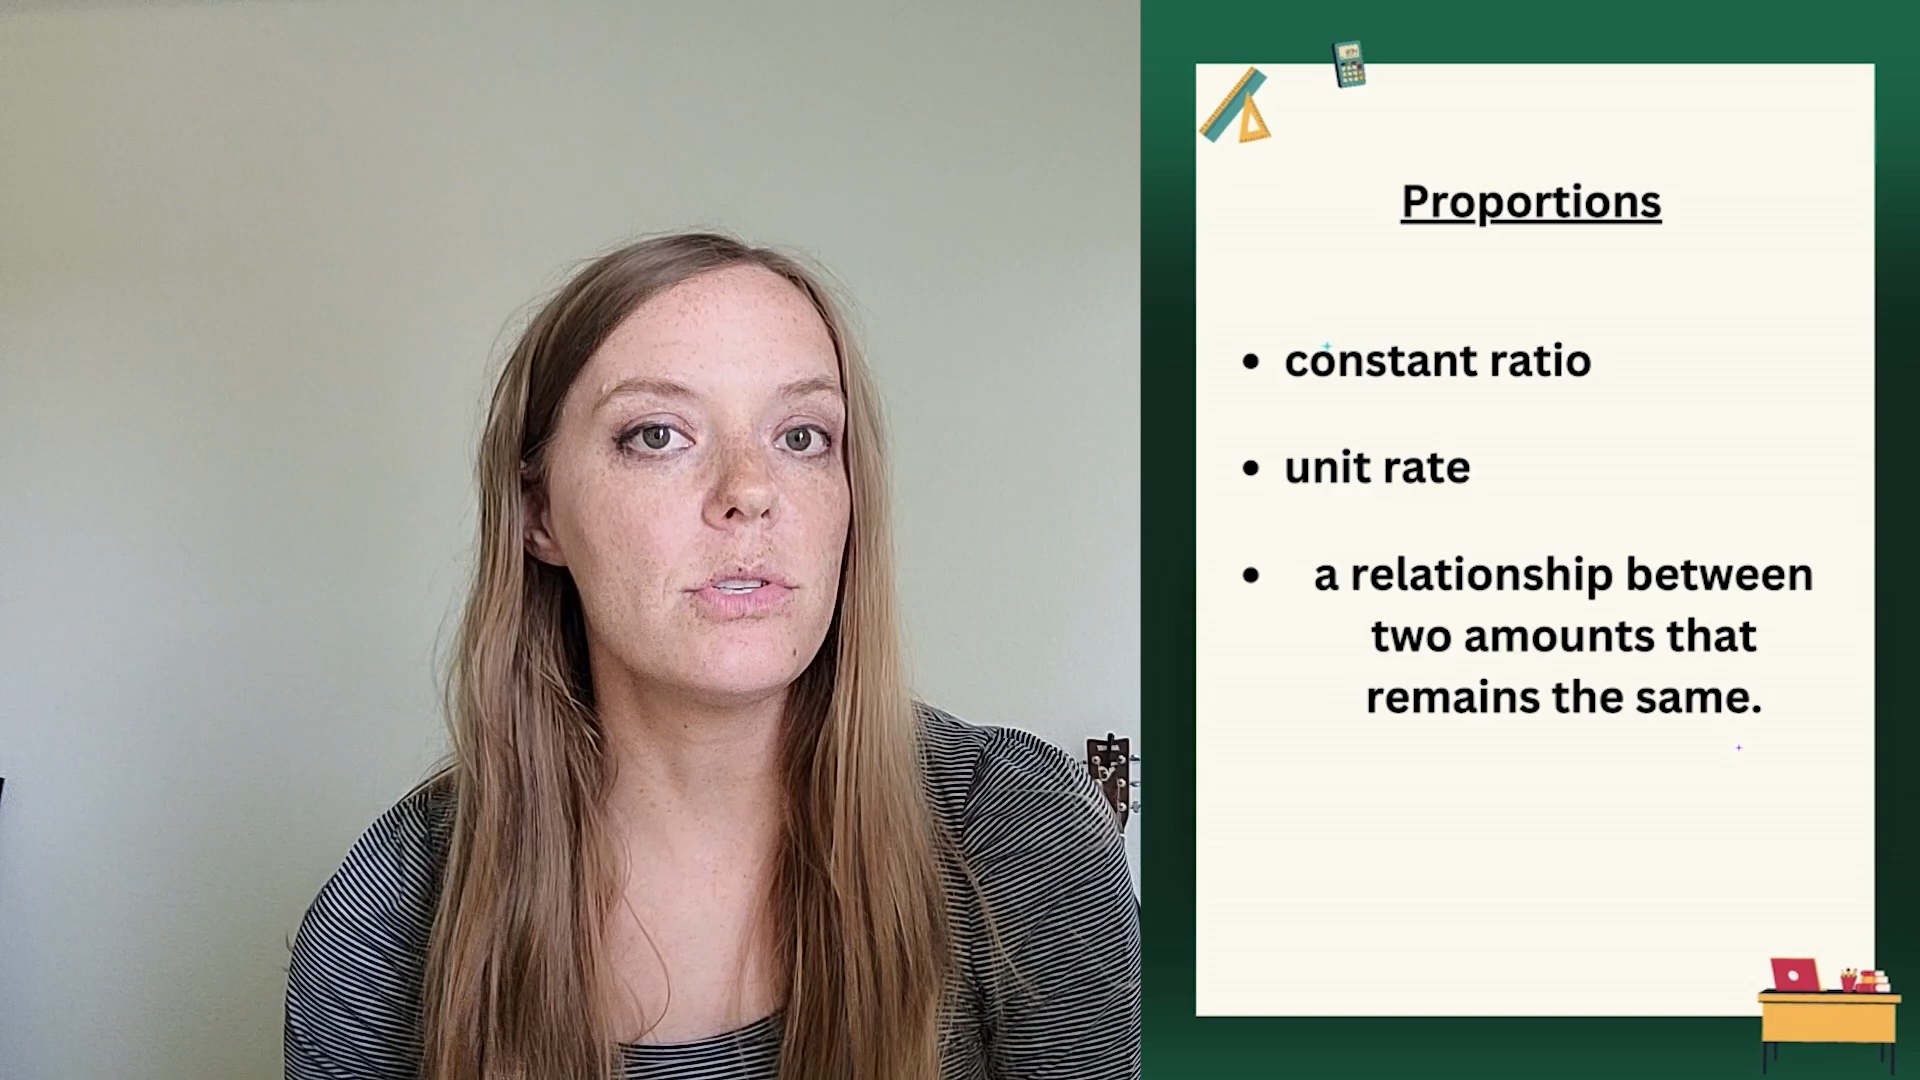 Proportions
• constant ratio
• unit rate
• a relationship between
two amounts that
remains the same.